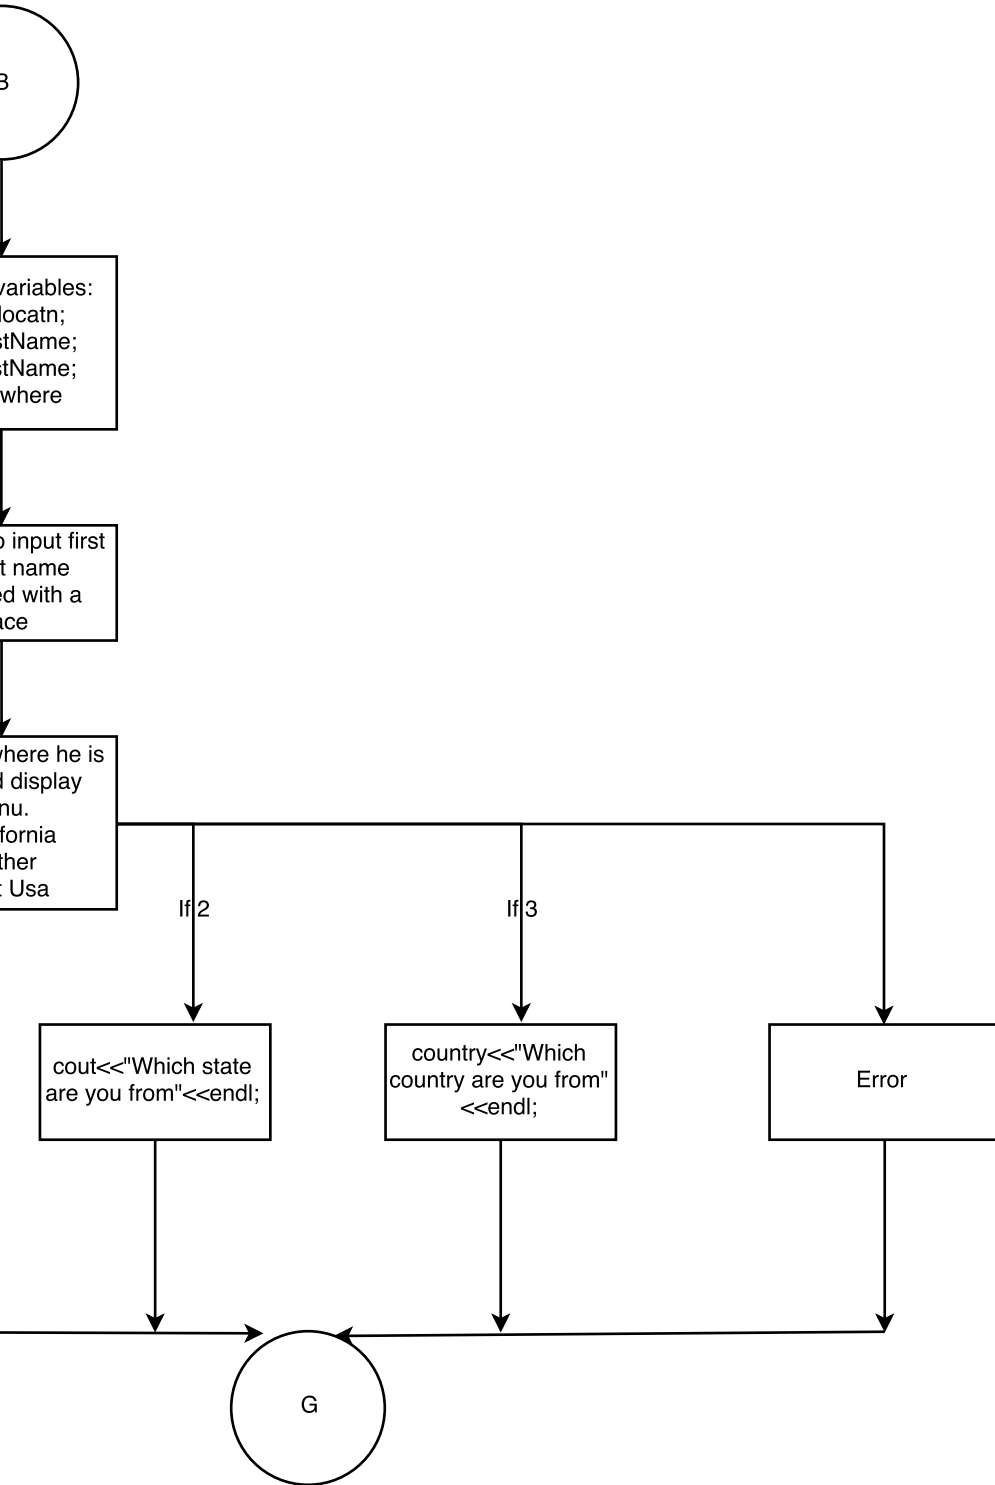 B
variables:
locatn;
stName;
stName;
where
input first
t name
ed with a
ace
where he is
d display
nu.
fornia
ther
t Usa
If 2
If 3
cout<<"Which state
are you from"<<endl;
country<<"Which
country are you from"
<<endl;
Error
G